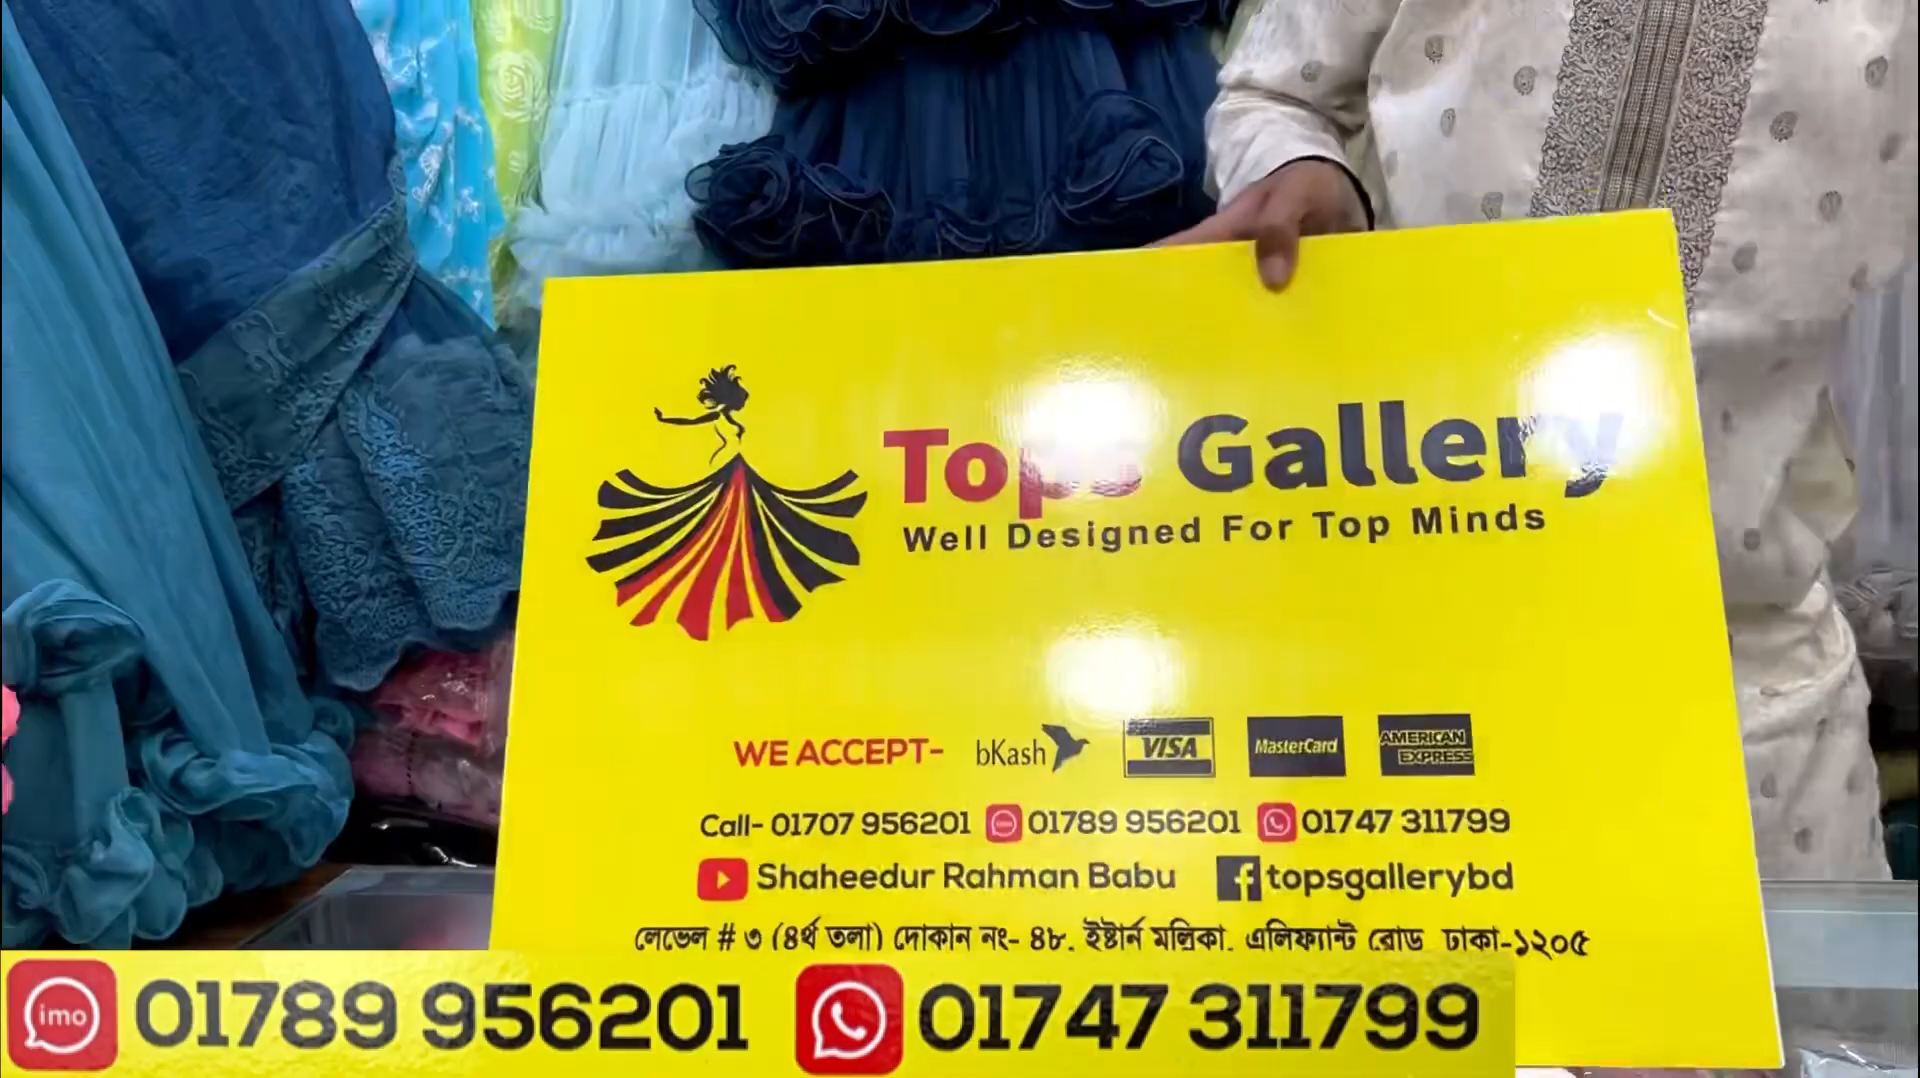 Tops Gallery
Well Designed For Top Minds
WE ACCEPT- bKash VISA MasterCard AMERICAN EXPRESS
Call- 01707 956201 01789 956201 01747 311799
Shaheedur Rahman Babu topsgallerybd
লেভেল # ৩ (৪র্থ তলা) দোকান নং- ৪৮, ইষ্টার্ন মল্লিকা, এলিফ্যান্ট রোড ঢাকা-১২০৫
imo 01789 956201 01747 311799